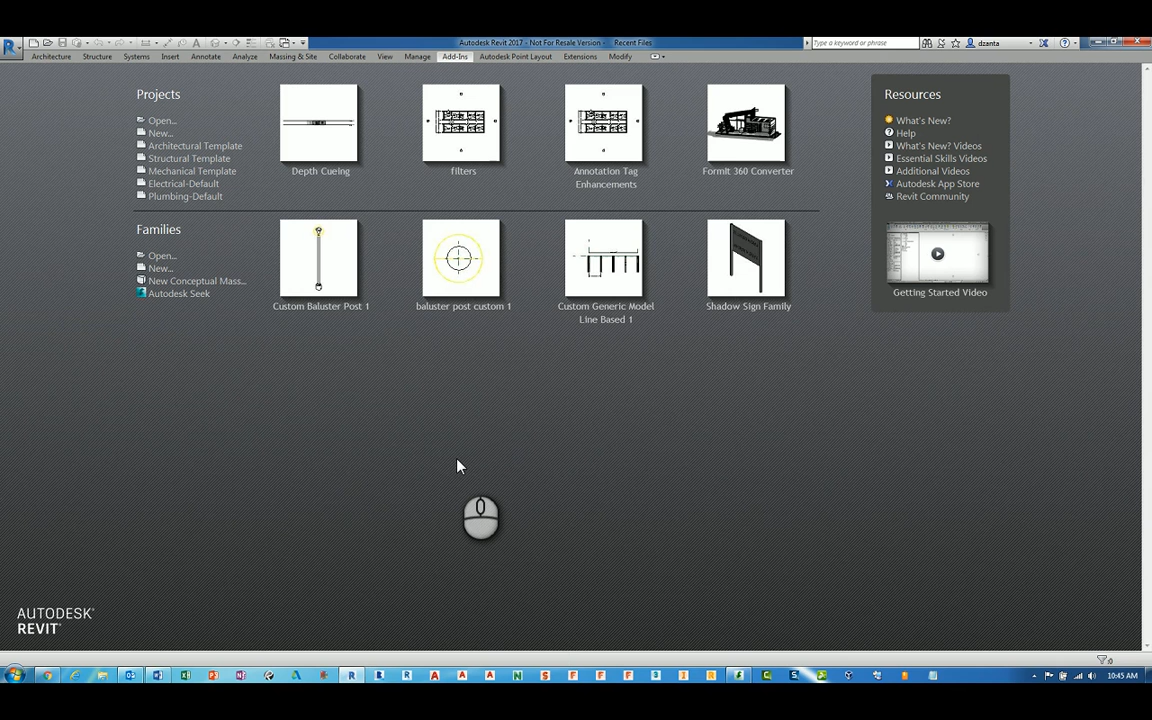 Autodesk Revit 2017 - Not For Resale Version - Recent Files
Type a keyword or phrase
dzanta
Architecture Structure Systems Insert Annotate Analyze Massing & Site Collaborate View Manage Add-Ins Autodesk Point Layout Extensions Modify
Projects
Open...
New...
Architectural Template
Structural Template
Mechanical Template
Electrical-Default
Plumbing-Default
Depth Cueing
filters
Annotation Tag
Enhancements
FormIt 360 Converter
Families
Open...
New...
New Conceptual Mass...
Autodesk Seek
Custom Baluster Post 1
baluster post custom 1
Custom Generic Model
Line Based 1
Shadow Sign Family
Resources
What's New?
Help
What's New? Videos
Essential Skills Videos
Additional Videos
Autodesk App Store
Revit Community
Getting Started Video
AUTODESK®
REVIT®
10:45 AM